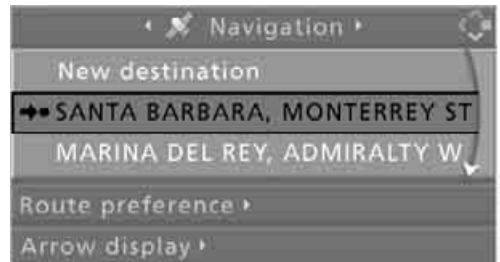 Navigation
New destination
SANTA BARBARA, MONTERREY ST
MARINA DEL REY, ADMIRALTY W
Route preference
Arrow display